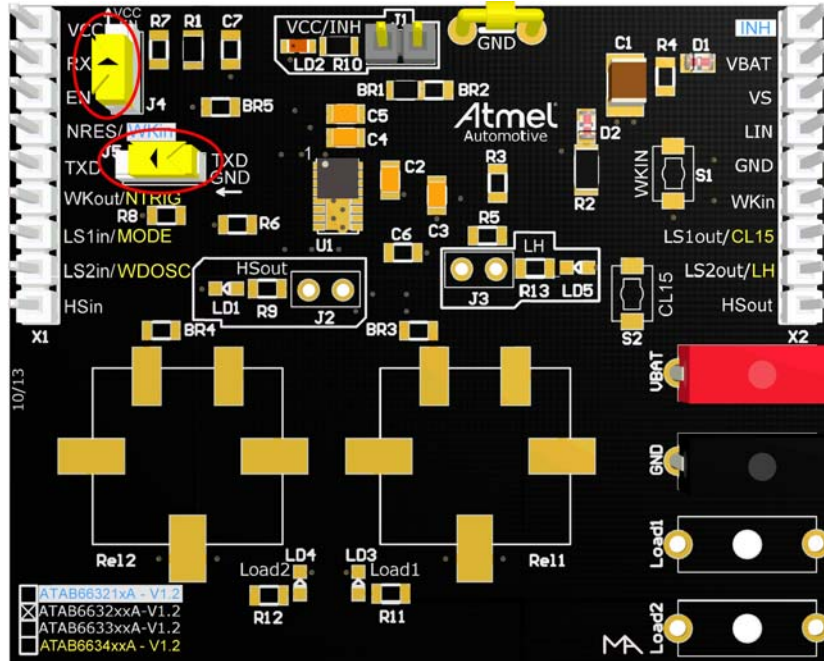 VCC
RX
EN
NRES/WKin
TXD
WKout/NTRIG
LS1in/MODE
LS2in/WDOSC
HSin
X1
VCC
R7
R1
C7
J4
BR5
J5
TXD
GND
R8
R6
VCC/INH
J1
LD2
R10
GND
BR1
BR2
C5
C4
1
U1
C2
C3
C6
Atmel
Automotive
R3
R5
C1
R4
D1
D2
R2
WKIN
S1
INH
VBAT
VS
LIN
GND
WKin
LS1out/CL15
LS2out/LH
HSout
X2
HSout
LD1
R9
J2
LH
J3
R13
LD5
CL15
S2
BR4
BR3
10/13
Rel2
Rel1
VBAT
GND
Load1
Load2
Load2
LD4
R12
LD3
Load1
R11
ATAB66321xA - V1.2
ATAB6632xxA-V1.2
ATAB6633xxA-V1.2
ATAB6634xxA - V1.2
MA